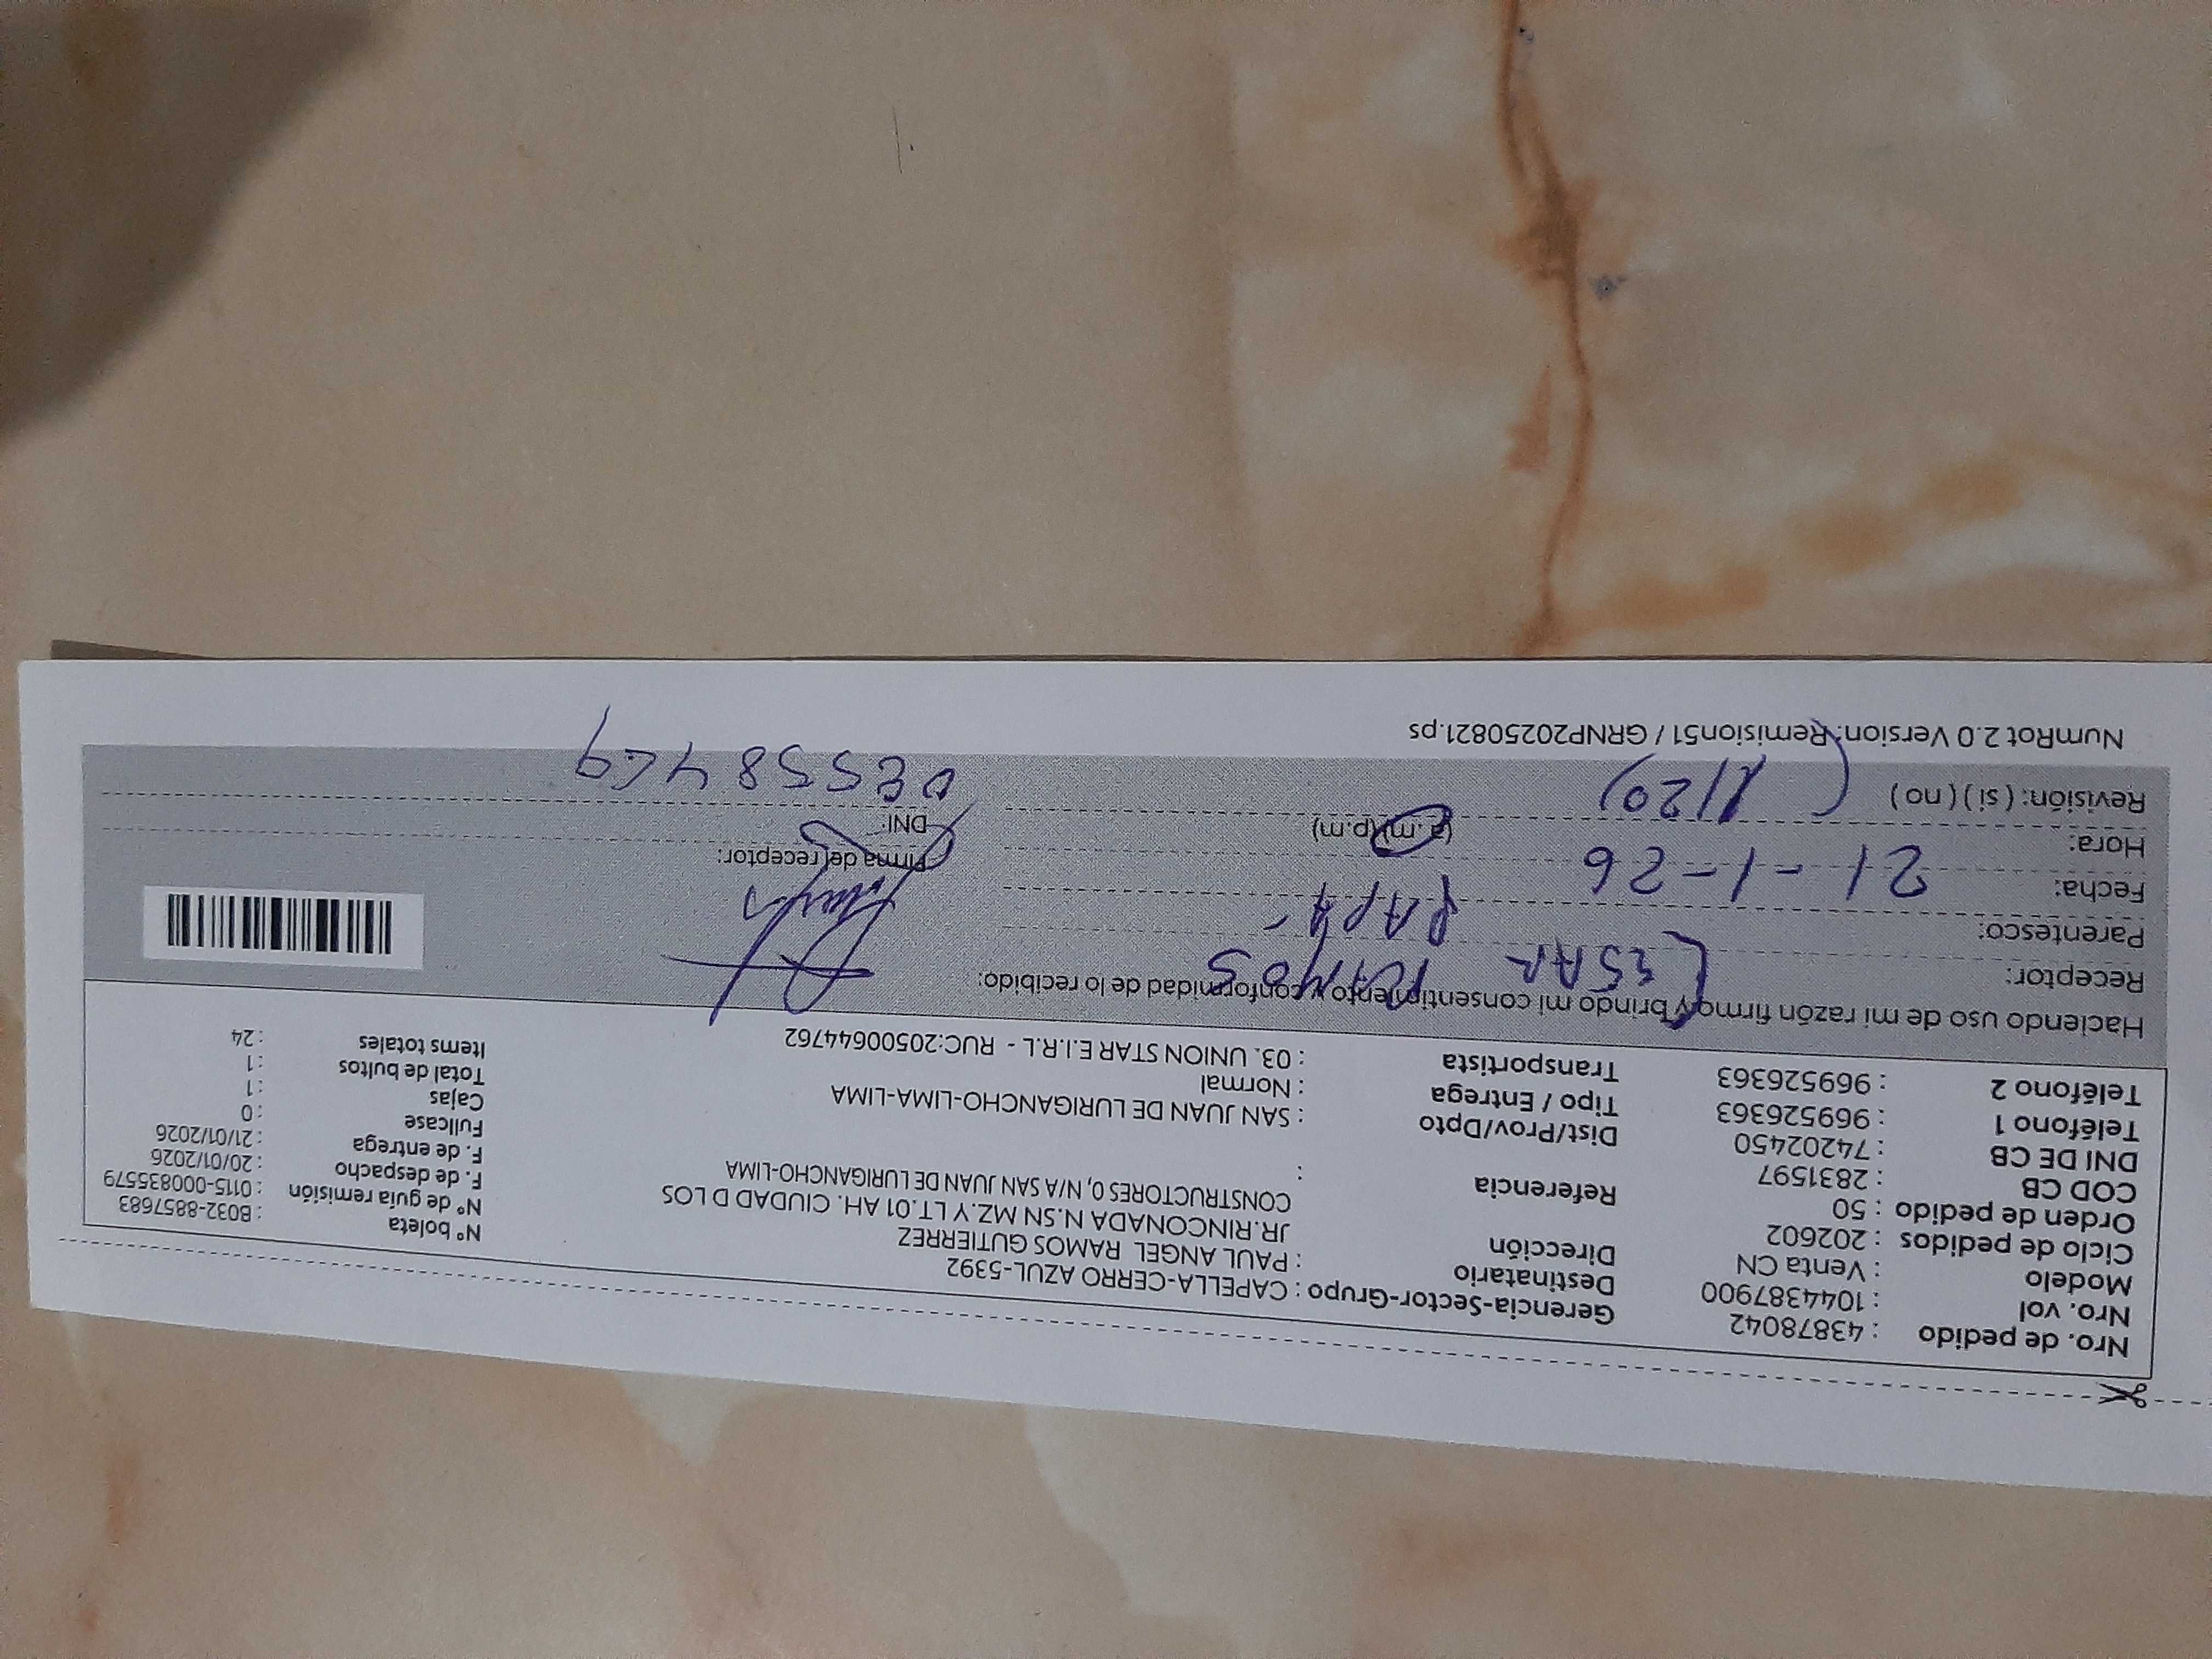 Nro. de pedido : 43878042
Nro. vol : 1044387900
Modelo : Venta CN
Ciclo de pedidos : 202602
Orden de pedido : 50
COD CB : 2831597
DNI DE CB : 74202450
Teléfono 1 : 969526363
Teléfono 2 : 969526363
Gerencia-Sector-Grupo : CAPELLA-CERRO AZUL-5392
Destinatario : PAUL ANGEL RAMOS GUTIERREZ
Dirección JR.RINCONADA N.SN MZ.Y LT.01 AH. CIUDAD D LOS
CONSTRUCTORES 0, N/A SAN JUAN DE LURIGANCHO-LIMA
Referencia :
Dist/Prov/Dpto : SAN JUAN DE LURIGANCHO-LIMA-LIMA
Tipo / Entrega : Normal
Transportista : 03. UNION STAR E.I.R.L - RUC:20500644762
N° boleta : B032-8857683
N° de guía remisión : 0115-0000835579
F. de despacho : 20/01/2026
F. de entrega : 21/01/2026
Fullcase : 0
Cajas : 1
Total de bultos : 1
Items totales : 24
Haciendo uso de mi razón firmo y brindo mi consentimiento y conformidad de lo recibido:
Receptor: CESAR RAMOS
Parentesco: PAPA
Fecha: 21-1-26
Hora: (a.m)(p.m)
Revisión: ( si ) ( no )
Firma del receptor:
DNI:
NumRot 2.0 Version: Remision51 / GRNP20250821.ps